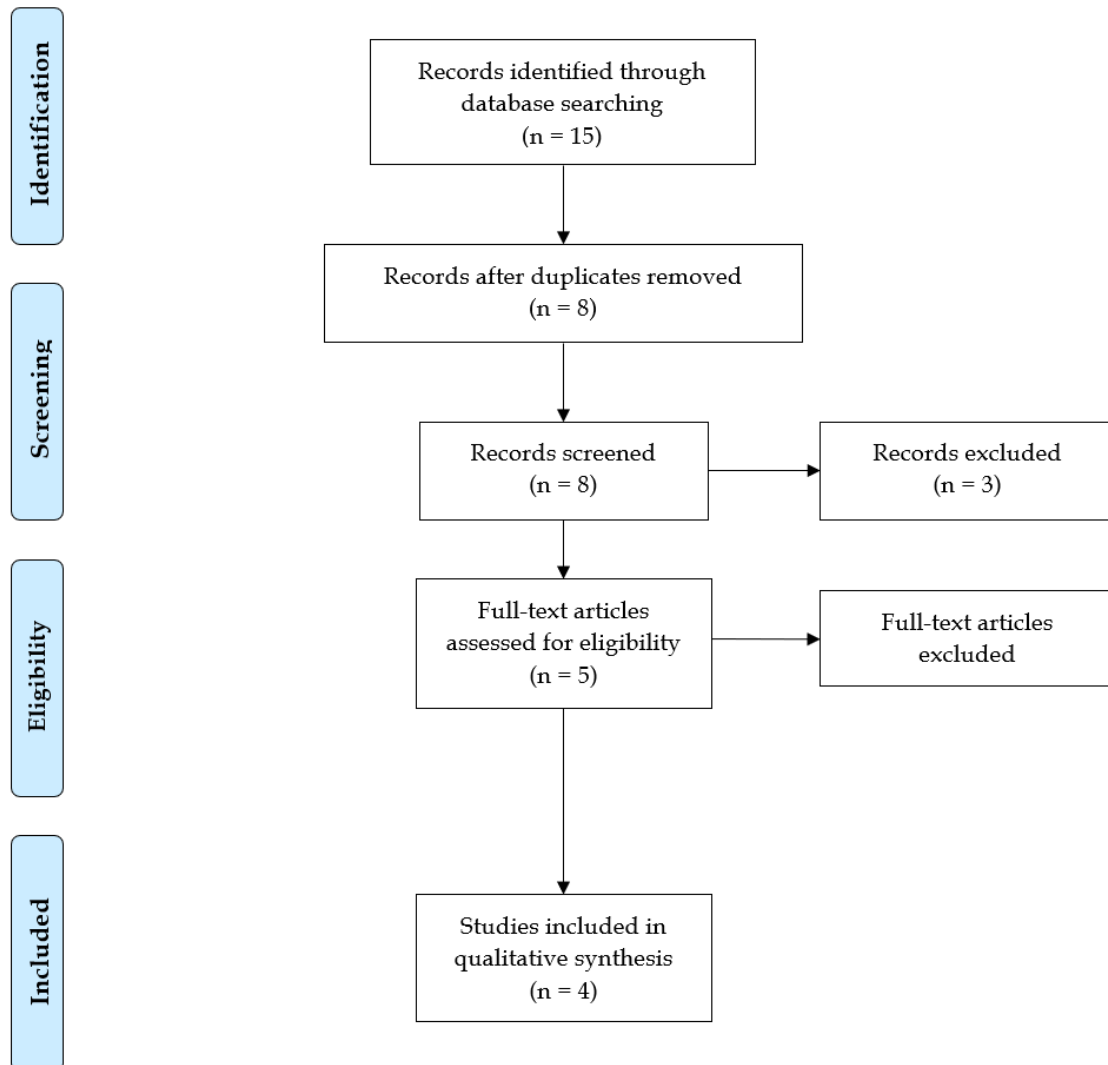 Identification
Records identified through
database searching
(n = 15)
Records after duplicates removed
(n = 8)
Screening
Records screened
(n = 8)
Records excluded
(n = 3)
Eligibility
Full-text articles
assessed for eligibility
(n = 5)
Full-text articles
excluded
Included
Studies included in
qualitative synthesis
(n = 4)